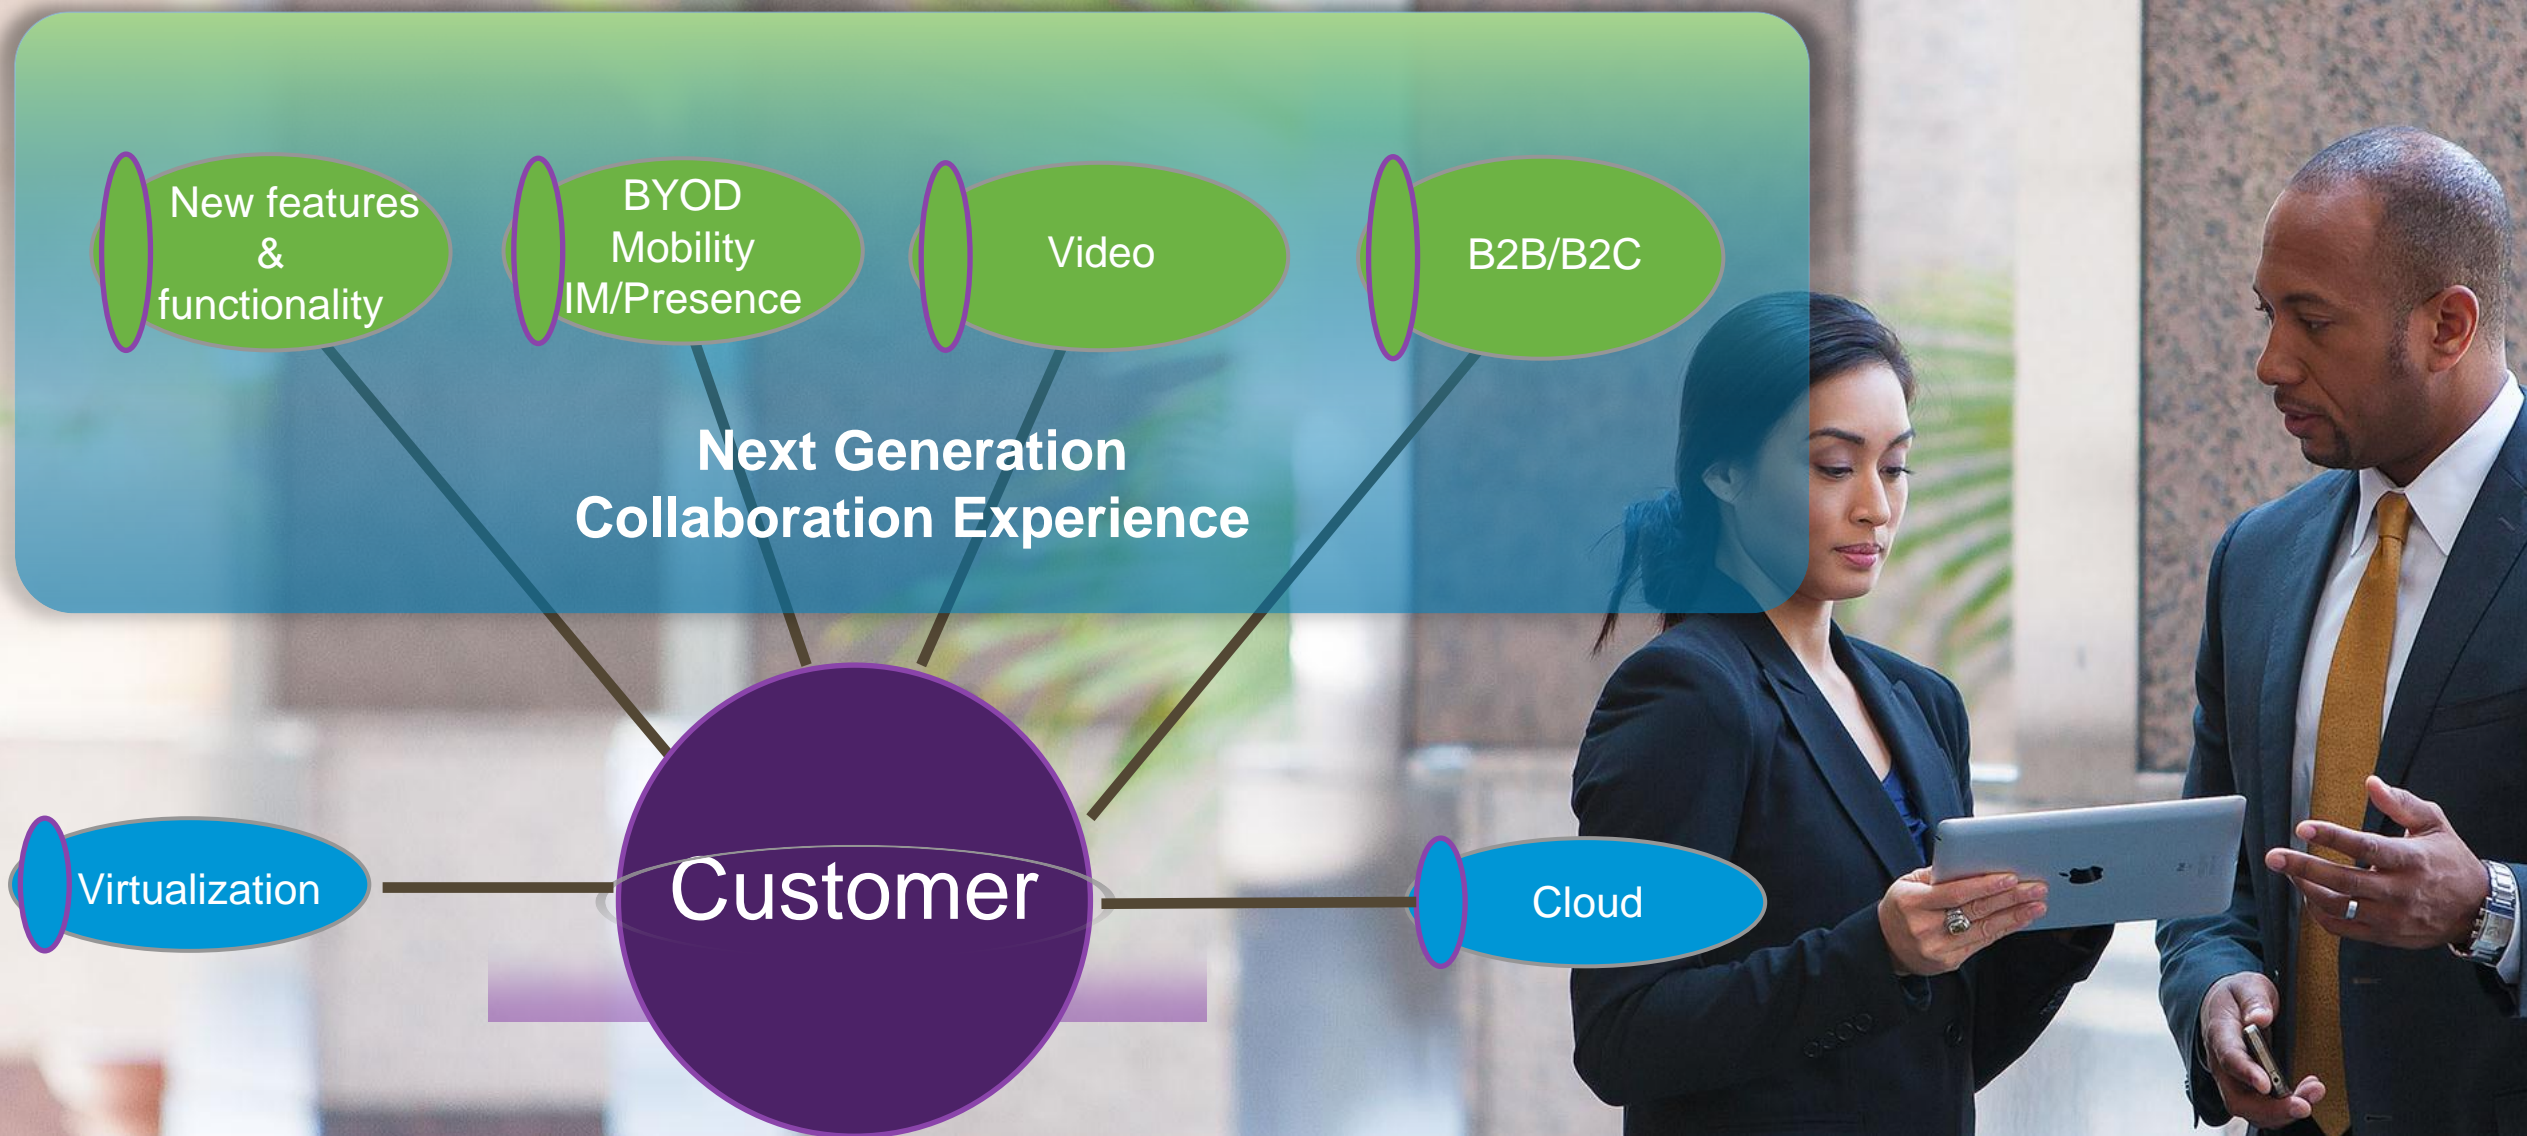 New features
&
functionality
BYOD
Mobility
IM/Presence
Video
B2B/B2C
Next Generation
Collaboration Experience
Customer
Virtualization
Cloud